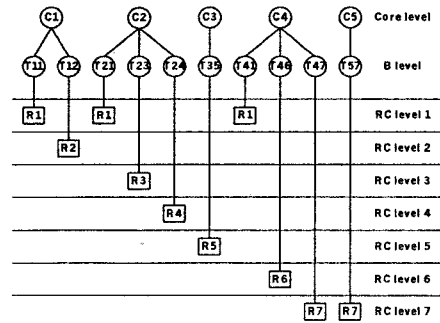 C1 C2 C3 C4 C5 Core level
T11 T12 T21 T23 T24 T35 T41 T46 T47 T57 B level
R1 R1 R1 RC level 1
R2 RC level 2
R3 RC level 3
R4 RC level 4
R5 RC level 5
R6 RC level 6
R7 R7 RC level 7